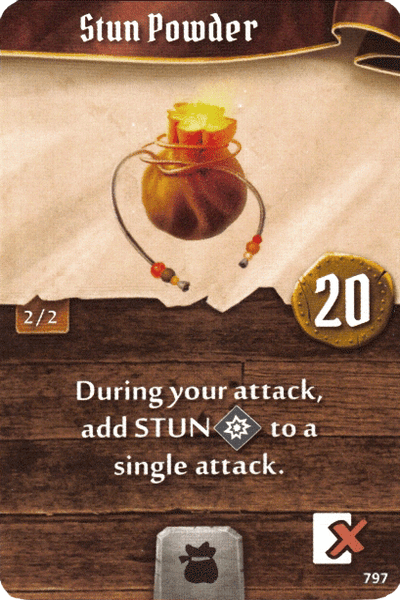 Stun Powder
2/2
20
During your attack,
add STUN to a
single attack.
797